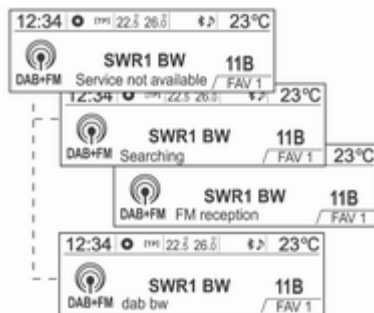 12:34 [TP] 22.5 26.0 23°C
SWR1 BW 11B
DAB+FM Service not available FAV 1
12:34 [TP] 22.5 26.0 23°C
SWR1 BW 11B
DAB+FM Searching FAV 1
23°C
SWR1 BW 11B
DAB+FM FM reception FAV 1
12:34 [TP] 22.5 26.0 23°C
SWR1 BW 11B
DAB+FM dab bw FAV 1